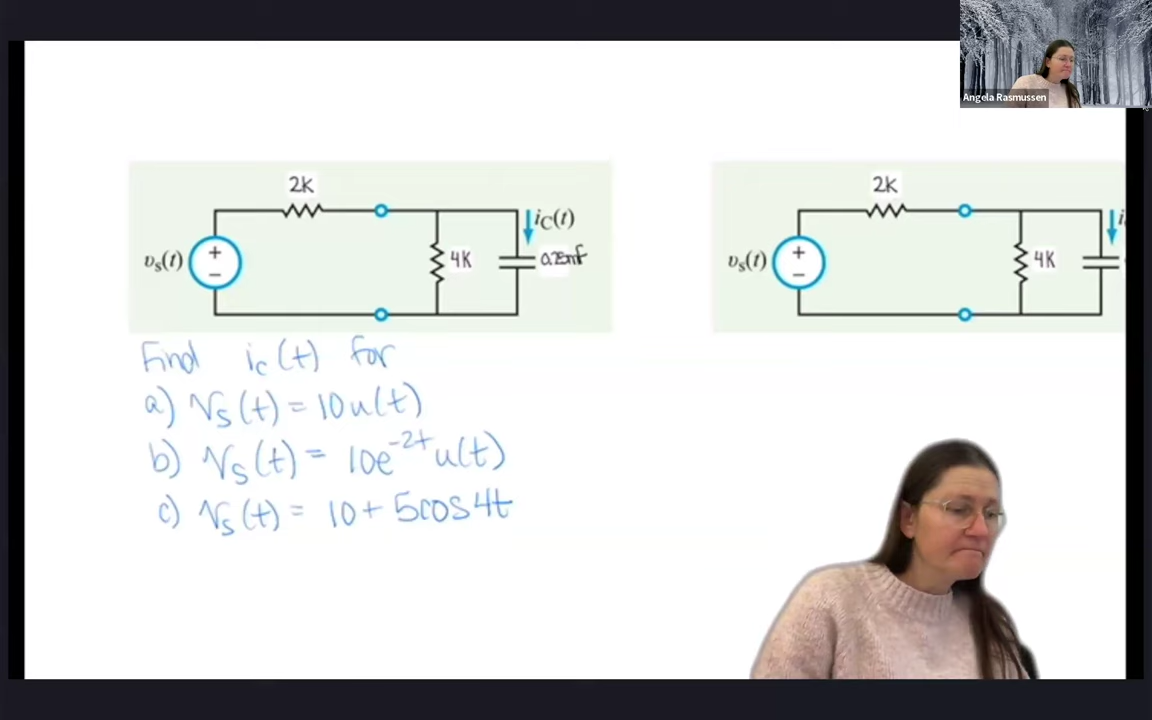 Angela Rasmussen
2K
2K
iC(t)
i
vs(t)
+
−
4K
0.25mF
vs(t)
+
−
4K
Find ic(t) for
a) Vs(t) = 10u(t)
b) Vs(t) = 10e^-2t u(t)
c) Vs(t) = 10 + 5cos4t